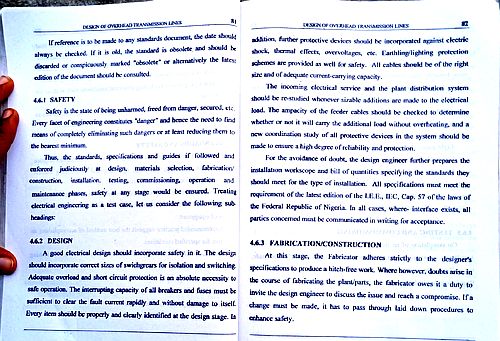 DESIGN OF OVERHEAD TRANSMISSION LINES 81
If reference is to be made to any standards document, the date should
always be checked. If it is old, the standard is obsolete and should be
discarded or conspicuously marked "obsolete" or alternatively the latest
edition of the document should be consulted.
4.6.1 SAFETY
Safety is the state of being unharmed, freed from danger, secured, etc.
Every facet of engineering constitutes "danger" and hence the need to find
means of completely eliminating such dangers or at least reducing them to
the bearest minimum.
Thus, the standards, specifications and guides if followed and
enforced judiciously at design, materials selection, fabrication/
construction, installation, testing, commissioning, operation and
maintenance phases, safety at any stage would be ensured. Treating
electrical engineering as a test case, let us consider the following sub-
headings:
4.6.2 DESIGN
A good electrical design should incorporate safety in it. The design
should incorporate correct sizes of swichgears for isolation and switching.
Adequate overload and short circuit protection is an absolute necessity to
safe operation. The interrupting capacity of all breakers and fuses must be
sufficient to clear the fault current rapidly and without damage to itself.
Every item should be properly and clearly identified at the design stage. In
DESIGN OF OVERHEAD TRANSMISSION LINES 82
addition, further protective devices should be incorporated against electric
shock, thermal effects, overvoltages, etc. Earthling/lighting protection
schemes are provided as well for safety. All cables should be of the right
size and of adequate current-carrying capacity.
The incoming electrical service and the plant distribution system
should be re-studied whenever sizable additions are made to the electrical
load. The ampacity of the feeder cables should be checked to determine
whether or not it will carry the additional load without overheating, and a
new coordination study of all protective devices in the system should be
made to ensure a high degree of reliability and protection.
For the avoidance of doubt, the design engineer further prepares the
installation workscope and bill of quantities specifying the standards they
should meet for the type of installation. All specifications must meet the
requirement of the latest edition of the I.E.E., IEC, Cap. 57 of the laws of
the Federal Republic of Nigeria. In all cases, where- interface exists, all
parties concerned must be communicated in writing for acceptance.
4.6.3 FABRICATION/CONSTRUCTION
At this stage, the Fabricator adheres strictly to the designer's
specifications to produce a hitch-free work. Where however, doubts arise in
the course of fabricating the plant/parts, the fabricator owes it a duty to
invite the design engineer to discuss the issue and reach a compromise. If a
change must be made, it has to pass through laid down procedures to
enhance safety.